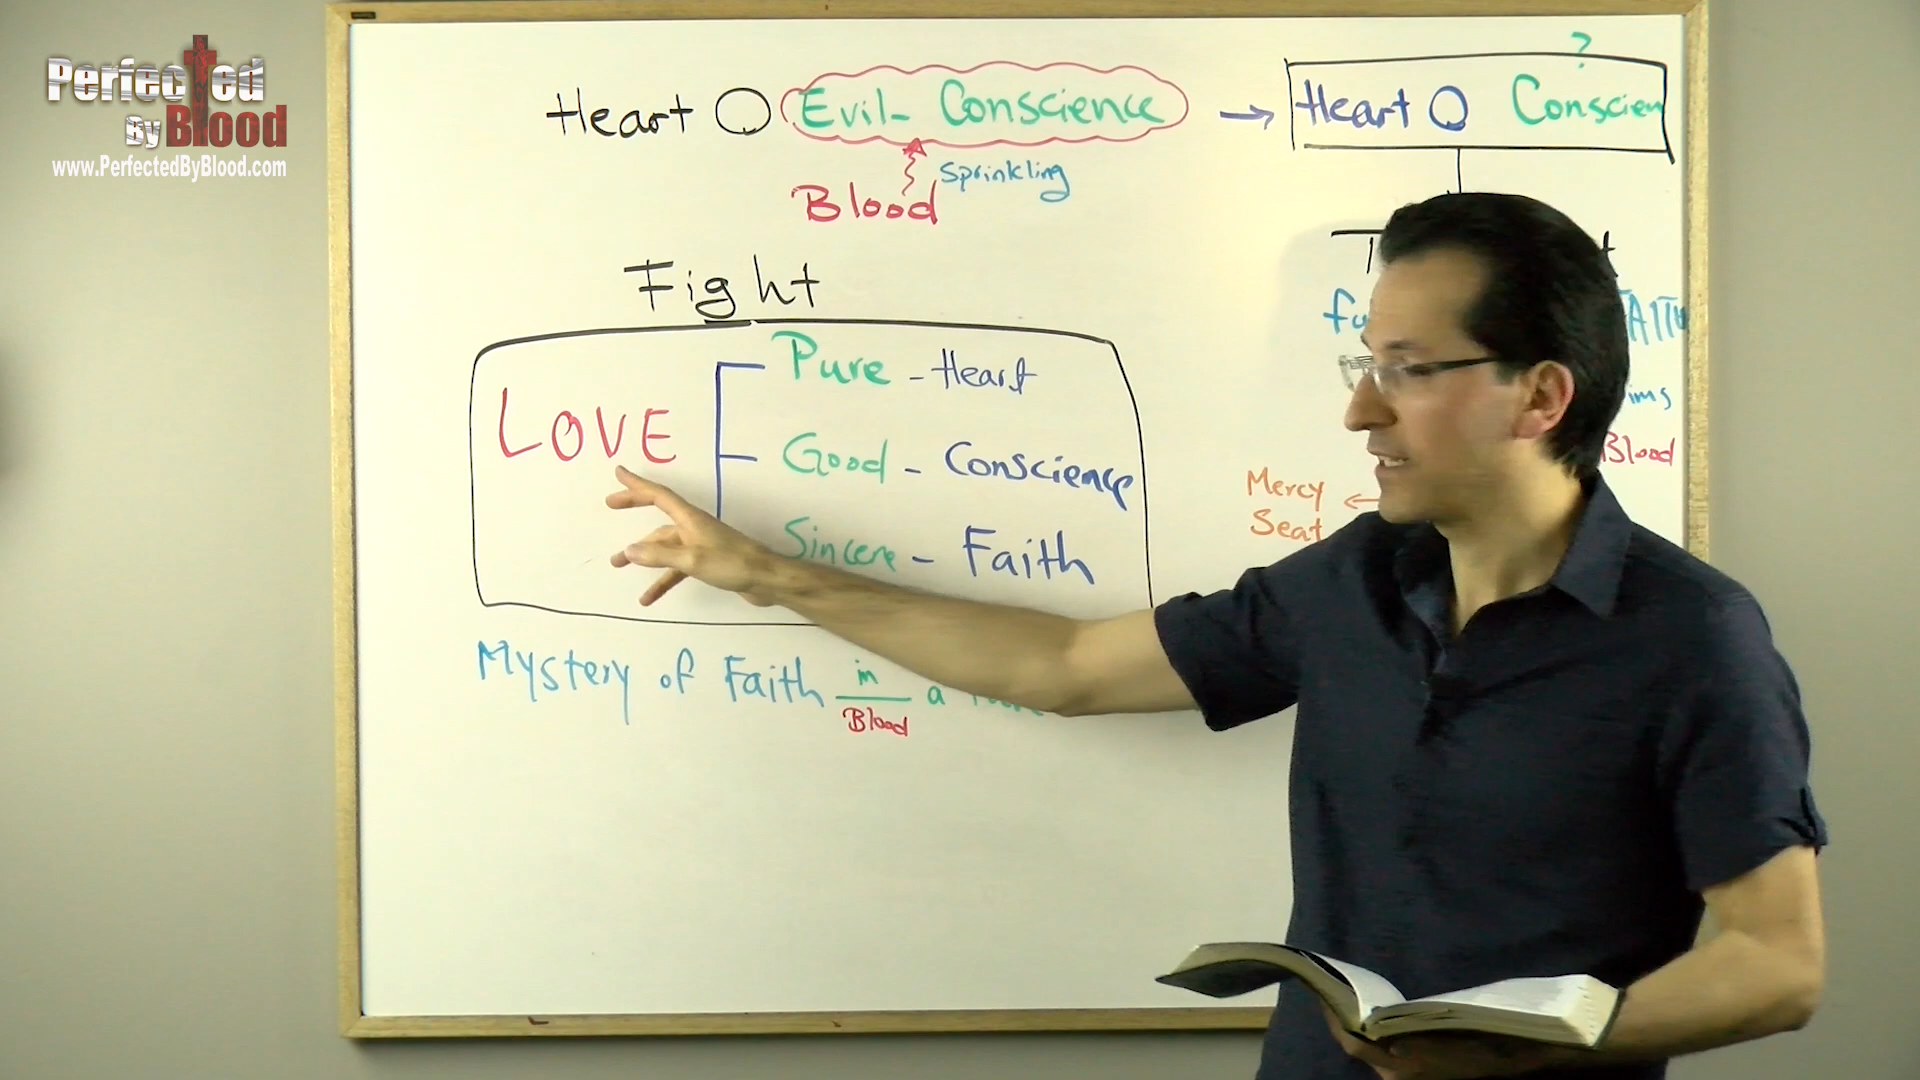 Perfected
By Blood
www.PerfectedByBlood.com
?
Heart Evil- Conscience → Heart Conscien
Sprinkling
Blood
Fight
Pure - Heart
LOVE
Good - Conscience
Sincere - Faith
Mystery of Faith in a
Blood
Blood
Mercy
Seat